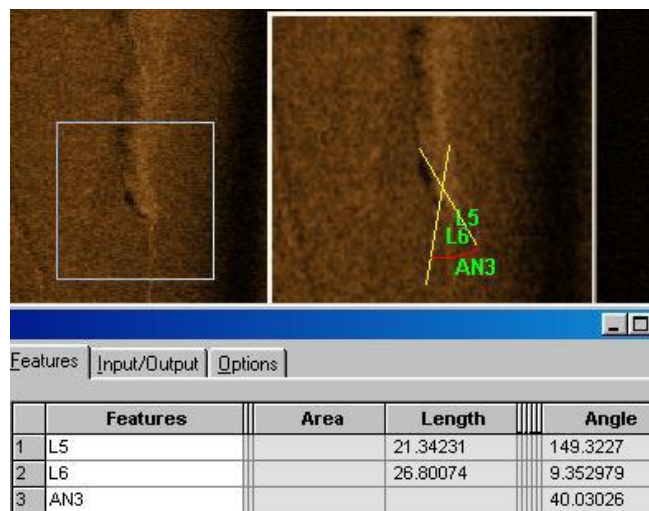 L5
L6
AN3
Features Input/Output Options
Features Area Length Angle
1 L5 21.34231 149.3227
2 L6 26.80074 9.352979
3 AN3 40.03026